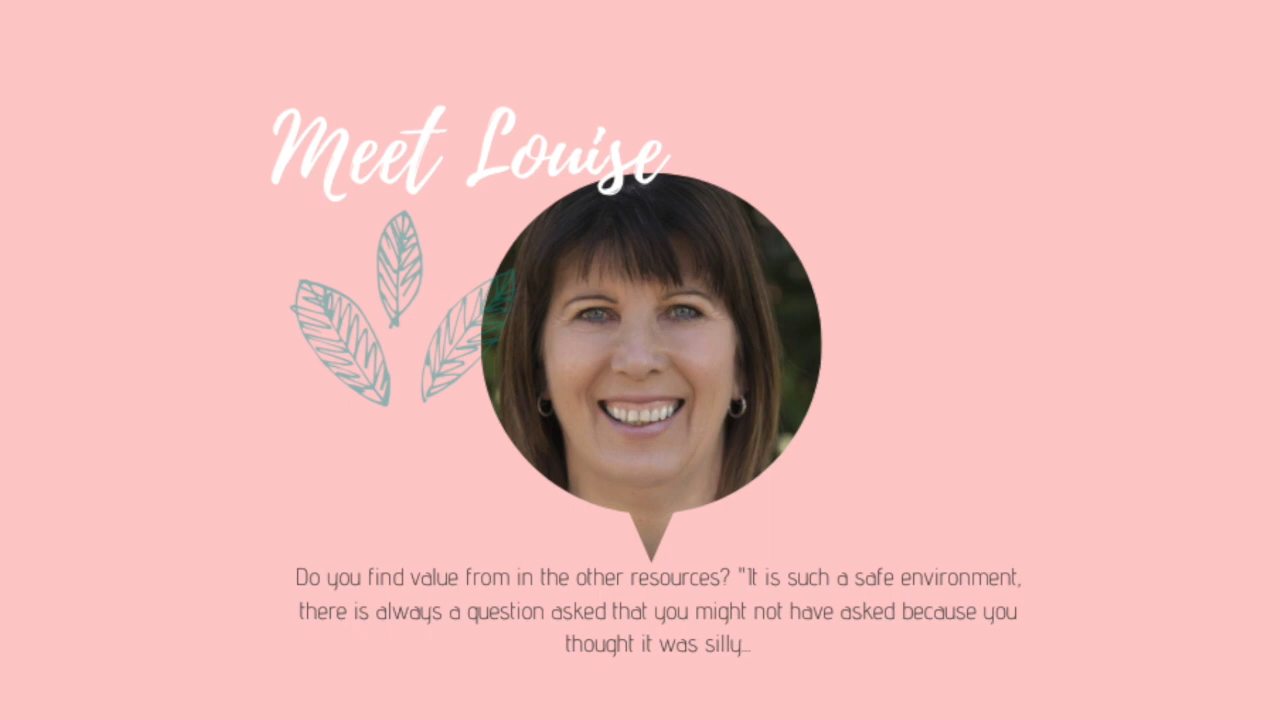 Meet Louise
Do you find value from in the other resources? "It is such a safe environment,
there is always a question asked that you might not have asked because you
thought it was silly...